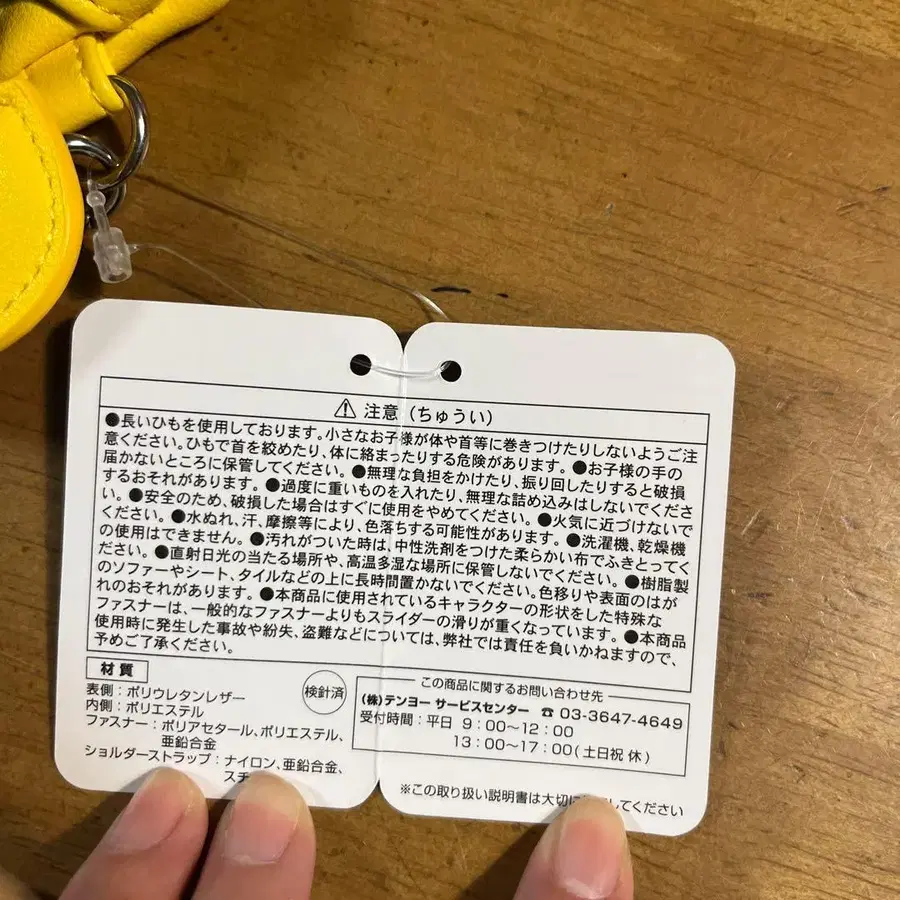 ⚠ 注意（ちゅうい）
●長いひもを使用しております。小さなお子様が体や首等に巻きつけたりしないようご注
意ください。ひもで首を絞めたり、体に絡まったりする危険があります。●お子様の手の
届かないところに保管してください。●無理な負担をかけたり、振り回したりすると破損
するおそれがあります。●過度に重いものを入れたり、無理な詰め込みはしないでくださ
い。●安全のため、破損した場合はすぐに使用をやめてください。●火気に近づけないで
ください。●水ぬれ、汗、摩擦等により、色落ちする可能性があります。●洗濯機、乾燥機
の使用はできません。●汚れがついた時は、中性洗剤をつけた柔らかい布でふきとってく
ださい。●直射日光の当たる場所や、高温多湿な場所に保管しないでください。●樹脂製
のソファーやシート、タイルなどの上に長時間置かないでください。色移りや表面のはが
れのおそれがあります。●本商品に使用されているキャラクターの形状をした特殊な
ファスナーは、一般的なファスナーよりもスライダーの滑りが重くなっています。●本商品
使用時に発生した事故や紛失、盗難などについては、弊社では責任を負いかねますので、
予めご了承ください。
材質
表側：ポリウレタンレザー
内側：ポリエステル
ファスナー：ポリアセタール、ポリエステル、
亜鉛合金
ショルダーストラップ：ナイロン、亜鉛合金、
スチ
検針済
この商品に関するお問い合わせ先
(株)テンヨー サービスセンター ☎ 03-3647-4649
受付時間：平日 9：00～12：00
13：00～17：00(土日祝 休)
※この取り扱い説明書は大切に してください